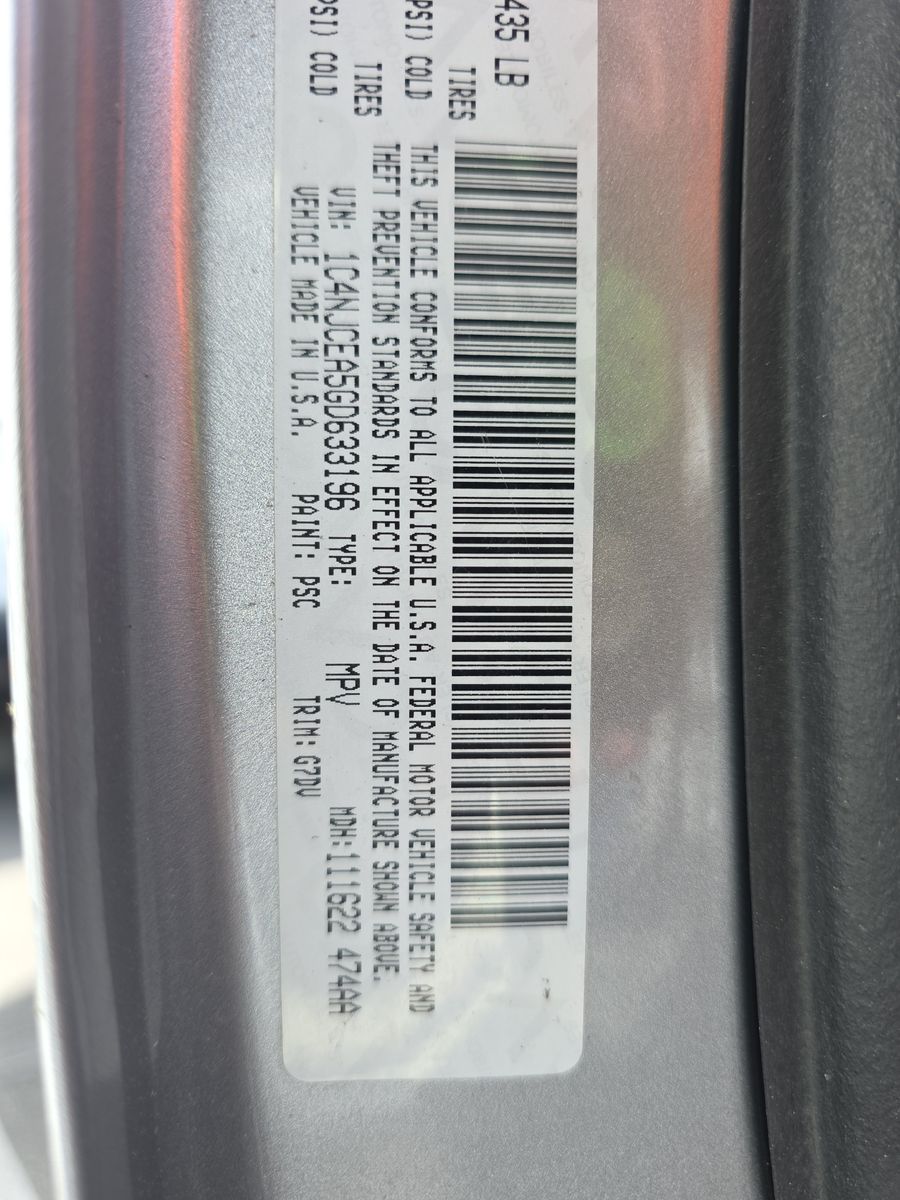 435 LB
TIRES
PSI) COLD
TIRES
PSI) COLD
THIS VEHICLE CONFORMS TO ALL APPLICABLE U.S.A. FEDERAL MOTOR VEHICLE SAFETY AND
THEFT PREVENTION STANDARDS IN EFFECT ON THE DATE OF MANUFACTURE SHOWN ABOVE.
VIN: 1C4NJCEA5GD633196 TYPE: MPV MDH:111622 474AA
VEHICLE MADE IN U.S.A. PAINT: PSC TRIM: G7DV